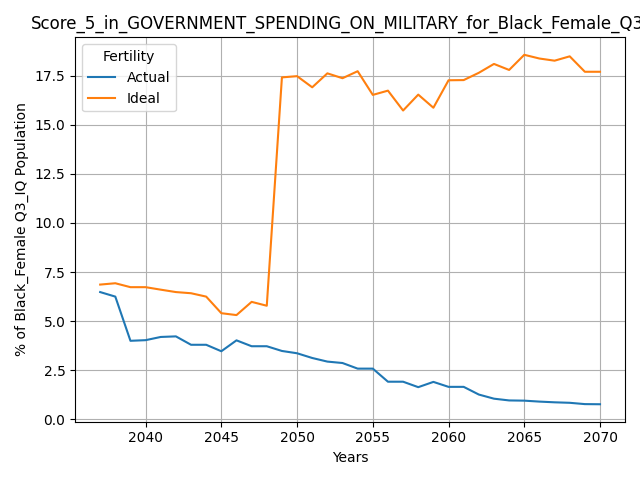 Score_5_in_GOVERNMENT_SPENDING_ON_MILITARY_for_Black_Female_Q3
Fertility
Actual
Ideal
% of Black_Female Q3_IQ Population
17.5
15.0
12.5
10.0
7.5
5.0
2.5
0.0
2040 2045 2050 2055 2060 2065 2070
Years